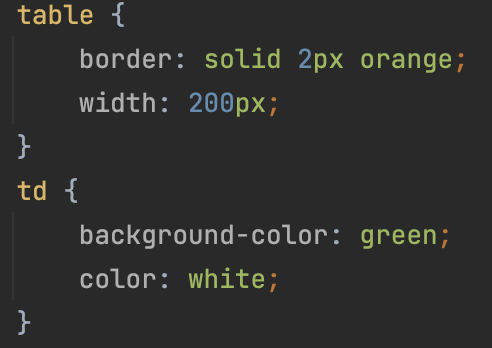 table {
    border: solid 2px orange;
    width: 200px;
}
td {
    background-color: green;
    color: white;
}